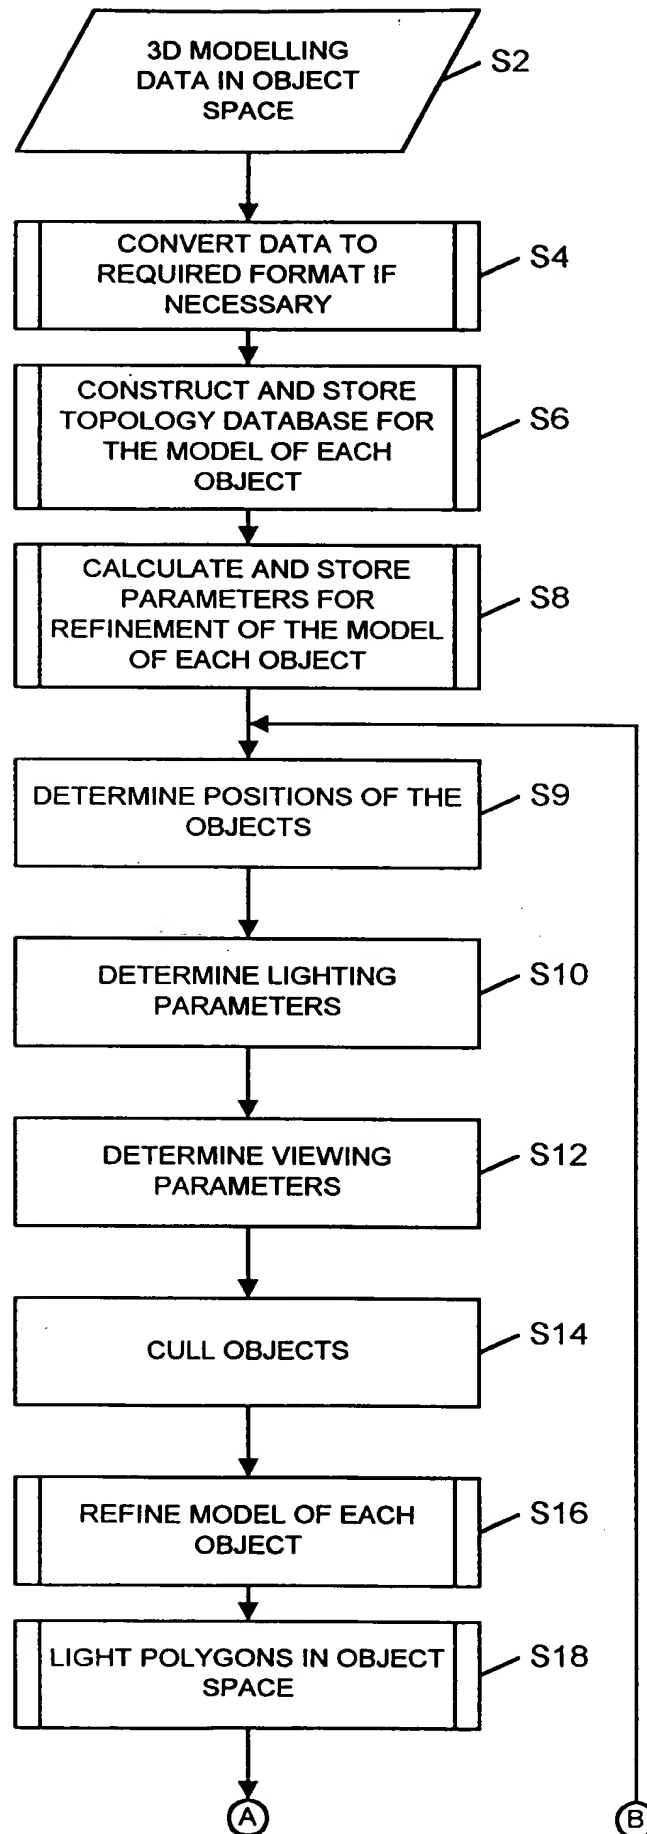 3D MODELLING
DATA IN OBJECT
SPACE
S2
CONVERT DATA TO
REQUIRED FORMAT IF
NECESSARY
S4
CONSTRUCT AND STORE
TOPOLOGY DATABASE FOR
THE MODEL OF EACH
OBJECT
S6
CALCULATE AND STORE
PARAMETERS FOR
REFINEMENT OF THE MODEL
OF EACH OBJECT
S8
DETERMINE POSITIONS OF THE
OBJECTS
S9
DETERMINE LIGHTING
PARAMETERS
S10
DETERMINE VIEWING
PARAMETERS
S12
CULL OBJECTS
S14
REFINE MODEL OF EACH
OBJECT
S16
LIGHT POLYGONS IN OBJECT
SPACE
S18
A
B